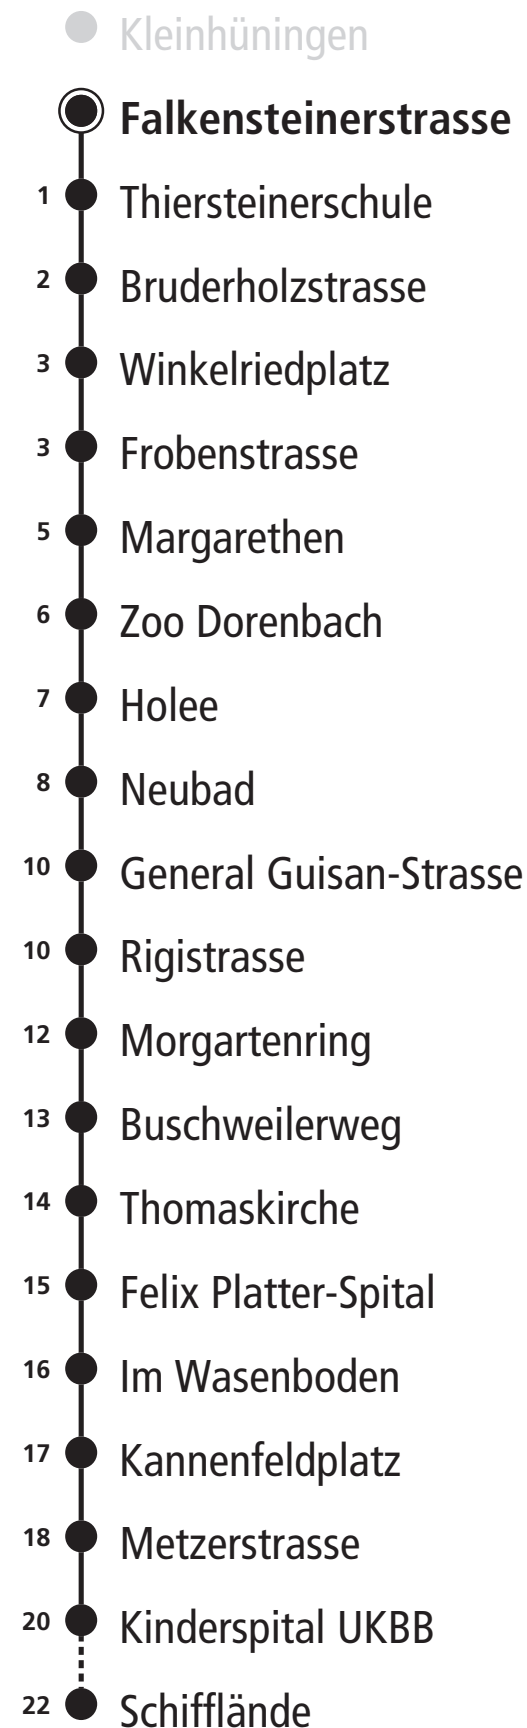 Kleinhüningen
Falkensteinerstrasse
1 Thiersteinerschule
2 Bruderholzstrasse
3 Winkelriedplatz
3 Frobenstrasse
5 Margarethen
6 Zoo Dorenbach
7 Holee
8 Neubad
10 General Guisan-Strasse
10 Rigistrasse
12 Morgartenring
13 Buschweilerweg
14 Thomaskirche
15 Felix Platter-Spital
16 Im Wasenboden
17 Kannenfeldplatz
18 Metzerstrasse
20 Kinderspital UKBB
22 Schifflände